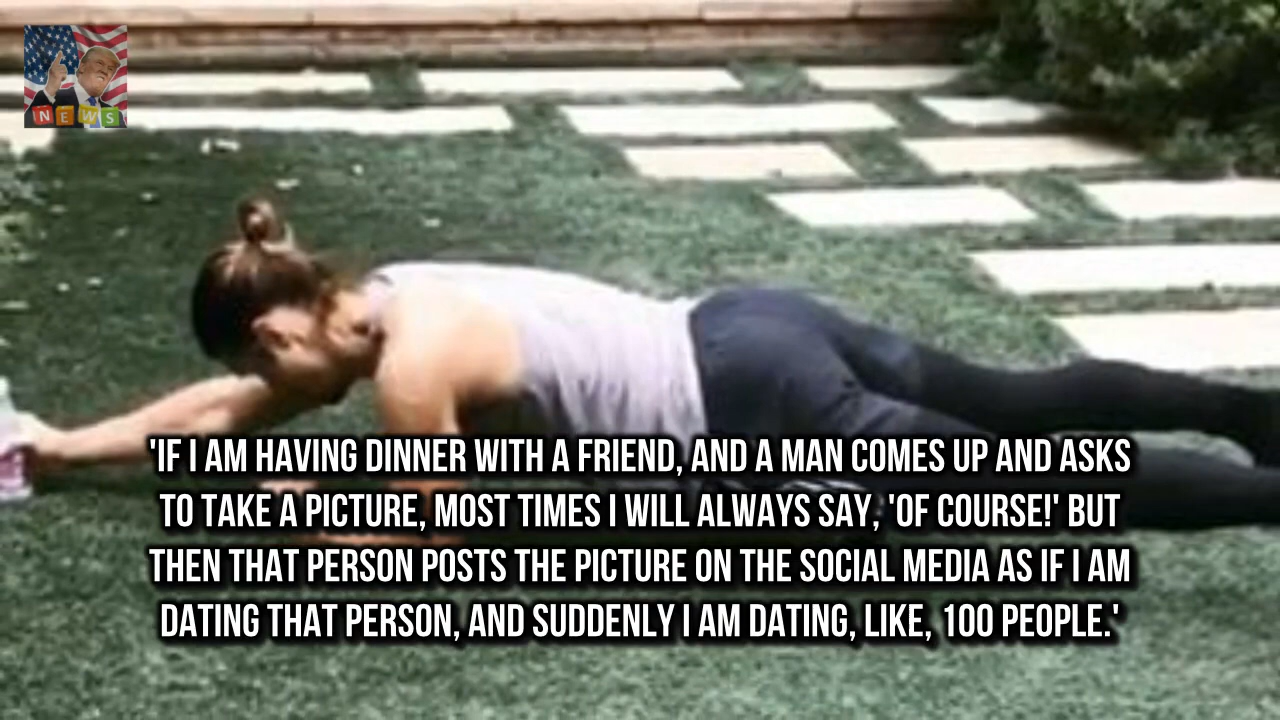 NEWS
'IF I AM HAVING DINNER WITH A FRIEND, AND A MAN COMES UP AND ASKS
TO TAKE A PICTURE, MOST TIMES I WILL ALWAYS SAY, 'OF COURSE!' BUT
THEN THAT PERSON POSTS THE PICTURE ON THE SOCIAL MEDIA AS IF I AM
DATING THAT PERSON, AND SUDDENLY I AM DATING, LIKE, 100 PEOPLE.'